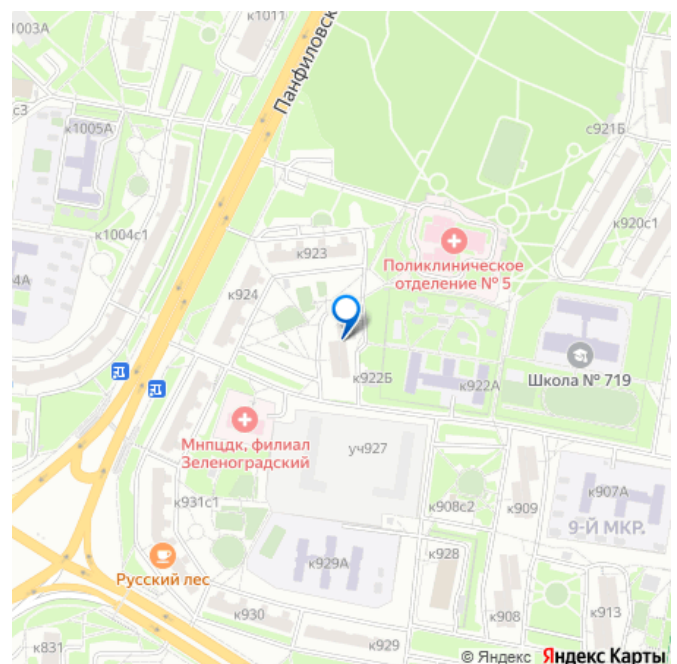 1003А
к1011
Панфиловск
с3
к1005А
с921Б
к920с1
к1004с1
к923
Поликлиническое
отделение № 5
4А
к924
Школа № 719
к922Б
к922А
Мнпцдк, филиал
Зеленоградский
уч927
к931с1
к908с2
к909
к907А
9-Й МКР.
Русский лес
к929А
к928
к930
к908
к913
к831
к929
© Яндекс Яндекс Карты